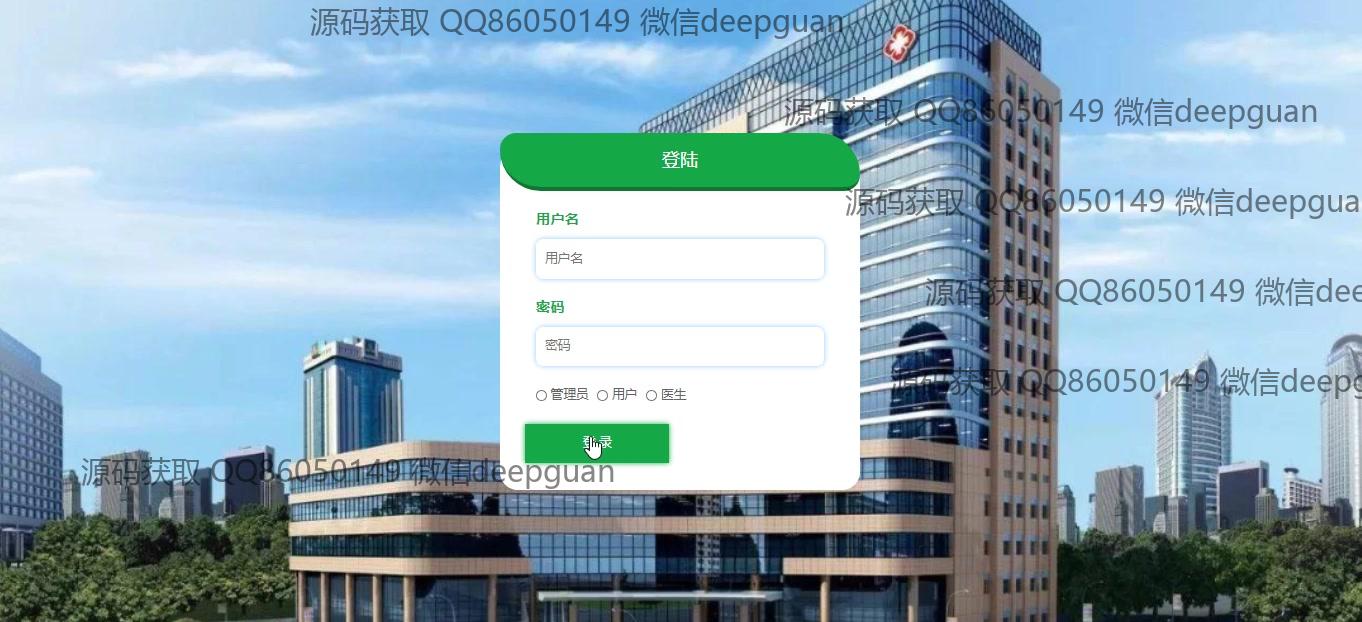 源码获取 QQ86050149 微信deepguan
源码获取 QQ86050149 微信deepguan
登陆
源码获取 QQ86050149 微信deepgua
用户名
用户名
源码获取 QQ86050149 微信dee
密码
密码
源码获取 QQ86050149 微信deepg
管理员 用户 医生
登录
源码获取 QQ86050149 微信deepguan